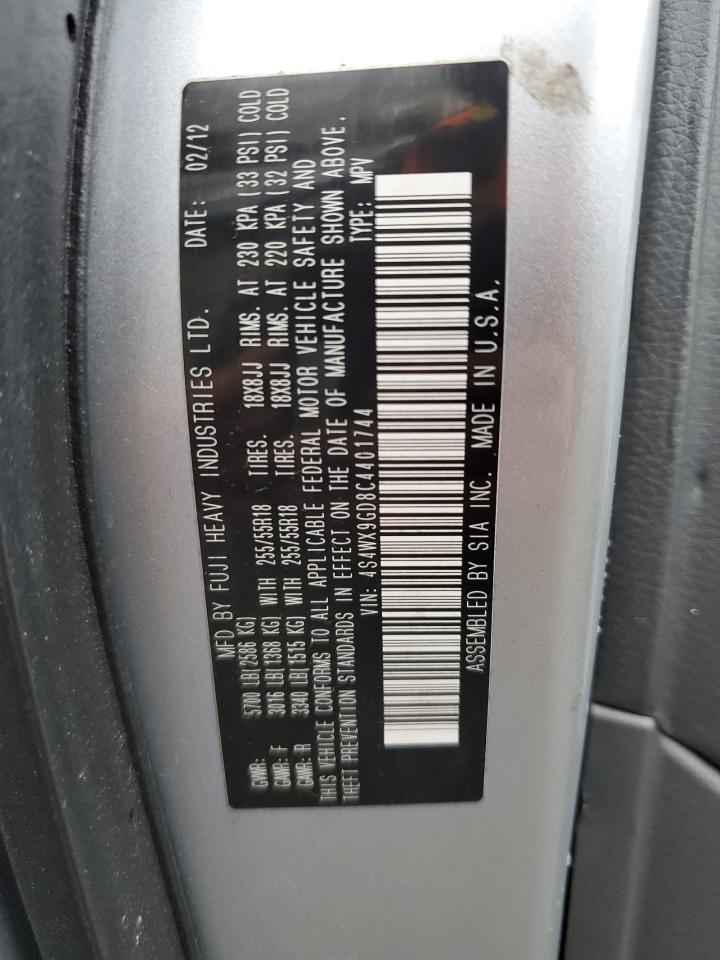 MFD BY FUJI HEAVY INDUSTRIES LTD. DATE: 02/12
GVWR: 5700 LB(2586 KG)
GAWR: F 3016 LB(1368 KG) WITH 255/55R18 TIRES. 18X8JJ RIMS. AT 230 KPA (33 PSI) COLD
GAWR: R 3340 LB(1515 KG) WITH 255/55R18 TIRES. 18X8JJ RIMS. AT 220 KPA (32 PSI) COLD
THIS VEHICLE CONFORMS TO ALL APPLICABLE FEDERAL MOTOR VEHICLE SAFETY AND
THEFT PREVENTION STANDARDS IN EFFECT ON THE DATE OF MANUFACTURE SHOWN ABOVE.
VIN: 4S4WX9GD8C4401744 TYPE: MPV
ASSEMBLED BY SIA INC. MADE IN U.S.A.